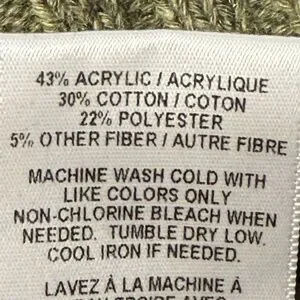 43% ACRYLIC / ACRYLIQUE
30% COTTON / COTON
22% POLYESTER
5% OTHER FIBER / AUTRE FIBRE
MACHINE WASH COLD WITH
LIKE COLORS ONLY
NON-CHLORINE BLEACH WHEN
NEEDED. TUMBLE DRY LOW.
COOL IRON IF NEEDED.
LAVEZ À LA MACHINE À